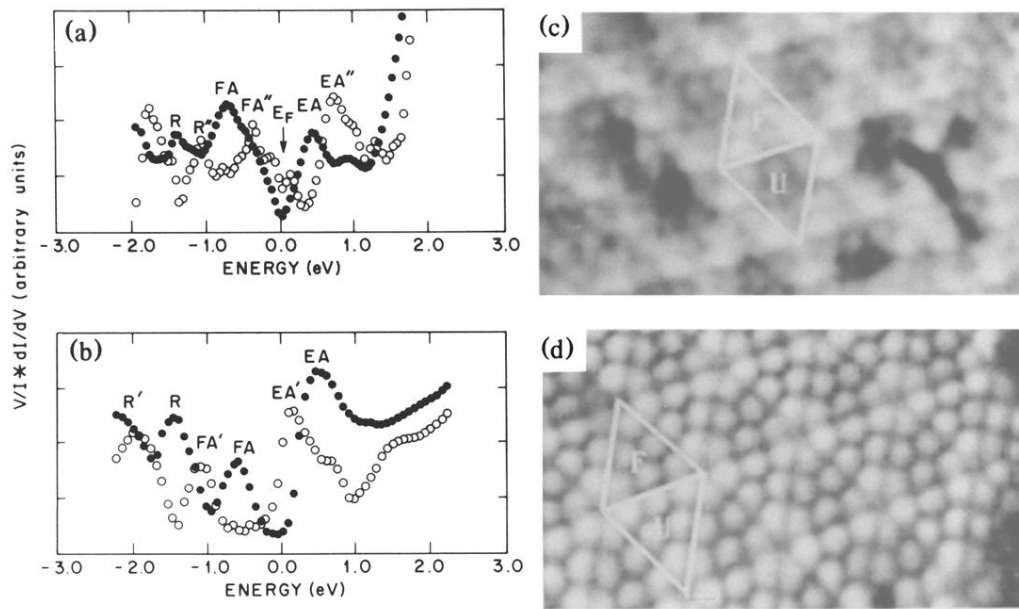 (a)
R
R"
FA
FA"
E_F
EA
EA"
-3.0 -2.0 -1.0 0.0 1.0 2.0 3.0
ENERGY (eV)
V/I*dI/dV (arbitrary units)
(b)
R'
R
FA'
FA
EA'
EA
-3.0 -2.0 -1.0 0.0 1.0 2.0 3.0
ENERGY (eV)
(c)
F
U
(d)
F
U